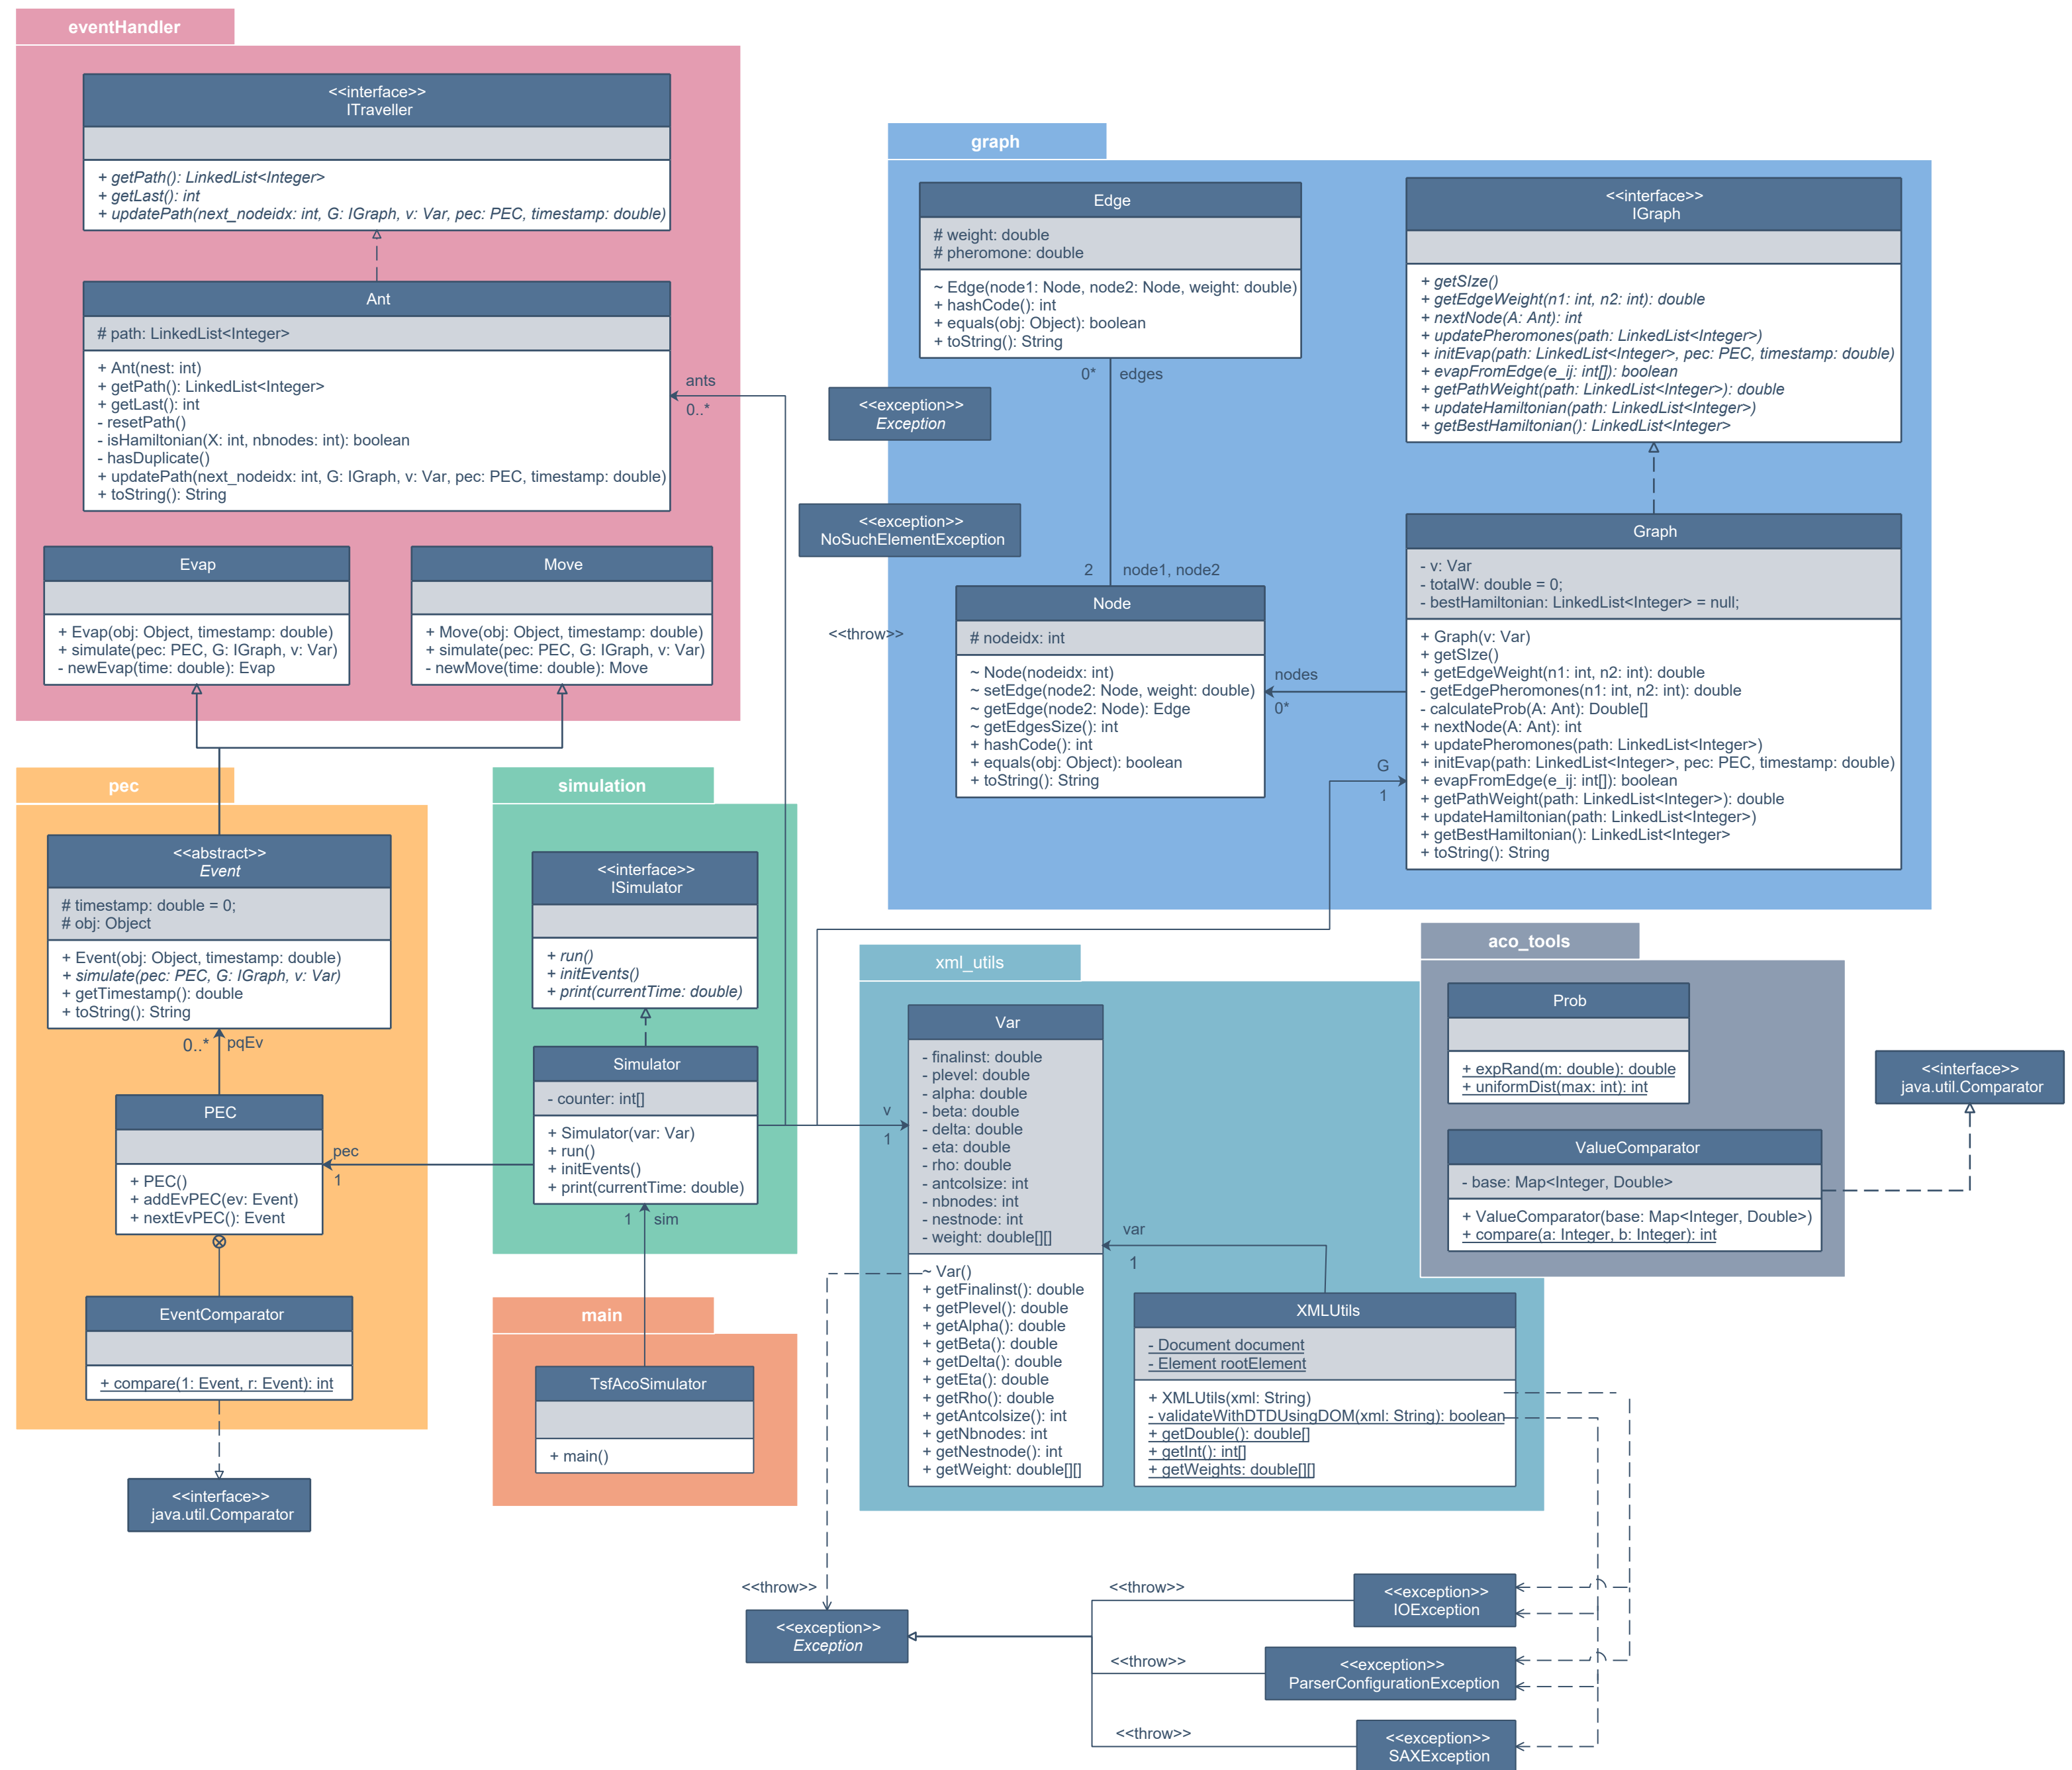 eventHandler
<<interface>>
ITraveller
+ getPath(): LinkedList<Integer>
+ getLast(): int
+ updatePath(next_nodeidx: int, G: IGraph, v: Var, pec: PEC, timestamp: double)
Ant
# path: LinkedList<Integer>
+ Ant(nest: int)
+ getPath(): LinkedList<Integer>
+ getLast(): int
- resetPath()
- isHamiltonian(X: int, nbnodes: int): boolean
- hasDuplicate()
+ updatePath(next_nodeidx: int, G: IGraph, v: Var, pec: PEC, timestamp: double)
+ toString(): String
ants
0..*
Evap
+ Evap(obj: Object, timestamp: double)
+ simulate(pec: PEC, G: IGraph, v: Var)
- newEvap(time: double): Evap
Move
+ Move(obj: Object, timestamp: double)
+ simulate(pec: PEC, G: IGraph, v: Var)
- newMove(time: double): Move
graph
Edge
# weight: double
# pheromone: double
~ Edge(node1: Node, node2: Node, weight: double)
+ hashCode(): int
+ equals(obj: Object): boolean
+ toString(): String
0*
edges
<<exception>>
Exception
<<exception>>
NoSuchElementException
2
node1, node2
<<throw>>
Node
# nodeidx: int
~ Node(nodeidx: int)
~ setEdge(node2: Node, weight: double)
~ getEdge(node2: Node): Edge
~ getEdgesSize(): int
+ hashCode(): int
+ equals(obj: Object): boolean
+ toString(): String
nodes
0*
G
1
<<interface>>
IGraph
+ getSIze()
+ getEdgeWeight(n1: int, n2: int): double
+ nextNode(A: Ant): int
+ updatePheromones(path: LinkedList<Integer>)
+ initEvap(path: LinkedList<Integer>, pec: PEC, timestamp: double)
+ evapFromEdge(e_ij: int[]): boolean
+ getPathWeight(path: LinkedList<Integer>): double
+ updateHamiltonian(path: LinkedList<Integer>)
+ getBestHamiltonian(): LinkedList<Integer>
Graph
- v: Var
- totalW: double = 0;
- bestHamiltonian: LinkedList<Integer> = null;
+ Graph(v: Var)
+ getSIze()
+ getEdgeWeight(n1: int, n2: int): double
- getEdgePheromones(n1: int, n2: int): double
- calculateProb(A: Ant): Double[]
+ nextNode(A: Ant): int
+ updatePheromones(path: LinkedList<Integer>)
+ initEvap(path: LinkedList<Integer>, pec: PEC, timestamp: double)
+ evapFromEdge(e_ij: int[]): boolean
+ getPathWeight(path: LinkedList<Integer>): double
+ updateHamiltonian(path: LinkedList<Integer>)
+ getBestHamiltonian(): LinkedList<Integer>
+ toString(): String
pec
<<abstract>>
Event
# timestamp: double = 0;
# obj: Object
+ Event(obj: Object, timestamp: double)
+ simulate(pec: PEC, G: IGraph, v: Var)
+ getTimestamp(): double
+ toString(): String
0..*
pqEv
PEC
+ PEC()
+ addEvPEC(ev: Event)
+ nextEvPEC(): Event
pec
1
EventComparator
+ compare(1: Event, r: Event): int
<<interface>>
java.util.Comparator
simulation
<<interface>>
ISimulator
+ run()
+ initEvents()
+ print(currentTime: double)
Simulator
- counter: int[]
+ Simulator(var: Var)
+ run()
+ initEvents()
+ print(currentTime: double)
1
sim
main
TsfAcoSimulator
+ main()
xml_utils
v
1
Var
- finalinst: double
- plevel: double
- alpha: double
- beta: double
- delta: double
- eta: double
- rho: double
- antcolsize: int
- nbnodes: int
- nestnode: int
- weight: double[][]
~ Var()
+ getFinalinst(): double
+ getPlevel(): double
+ getAlpha(): double
+ getBeta(): double
+ getDelta(): double
+ getEta(): double
+ getRho(): double
+ getAntcolsize(): int
+ getNbnodes: int
+ getNestnode(): int
+ getWeight: double[][]
var
1
XMLUtils
- Document document
- Element rootElement
+ XMLUtils(xml: String)
- validateWithDTDUsingDOM(xml: String): boolean
+ getDouble(): double[]
+ getInt(): int[]
+ getWeights: double[][]
aco_tools
Prob
+ expRand(m: double): double
+ uniformDist(max: int): int
ValueComparator
- base: Map<Integer, Double>
+ ValueComparator(base: Map<Integer, Double>)
+ compare(a: Integer, b: Integer): int
<<interface>>
java.util.Comparator
<<throw>>
<<exception>>
Exception
<<throw>>
<<exception>>
IOException
<<throw>>
<<exception>>
ParserConfigurationException
<<throw>>
<<exception>>
SAXException